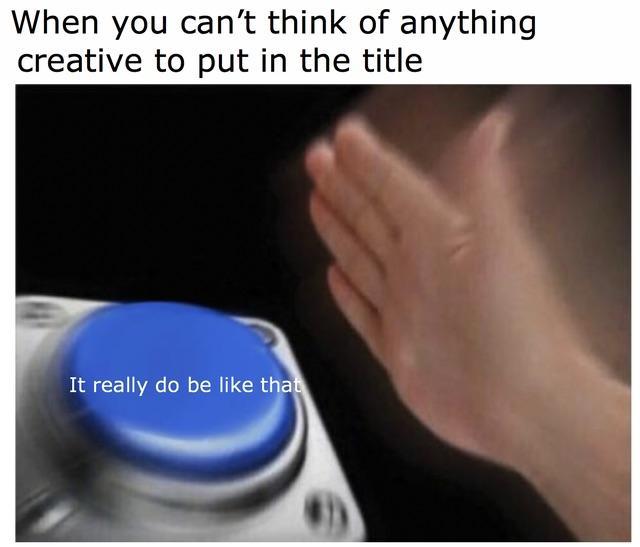 When you can’t think of anything
creative to put in the title
It really do be like that